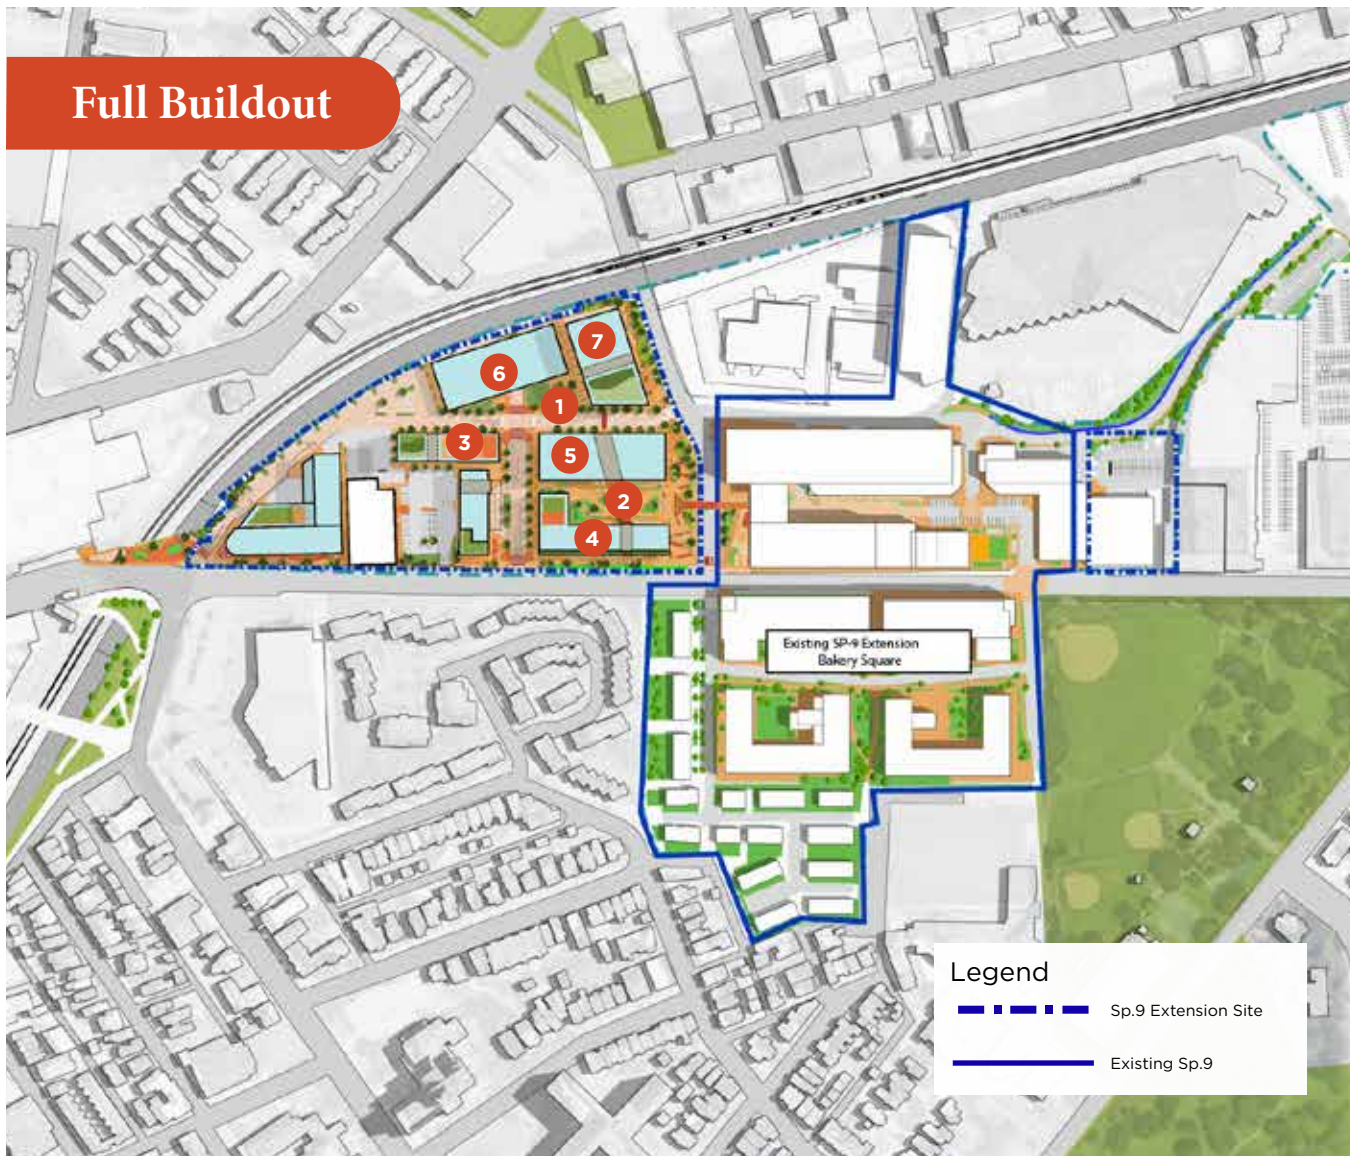 Full Buildout
7
6
1
3
5
2
4
Existing SP-9 Extension
Bakery Square
Legend
Sp.9 Extension Site
Existing Sp.9